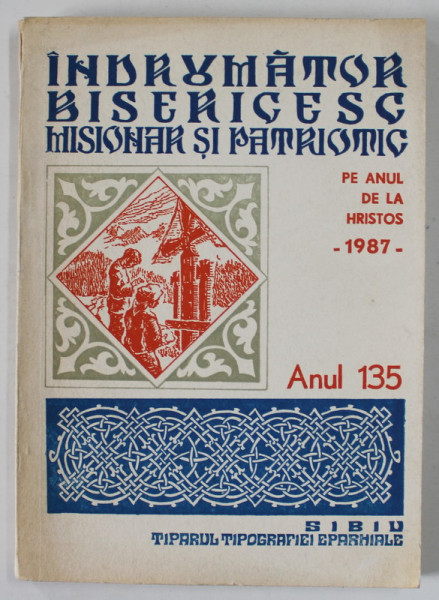 ÎNDRUMĂTOR
BISERICESC
MISIONAR ȘI PATRIOTIC
PE ANUL
DE LA
HRISTOS
- 1987 -
Anul 135
SIBIU
TIPARUL TIPOGRAFIEI EPARHIALE